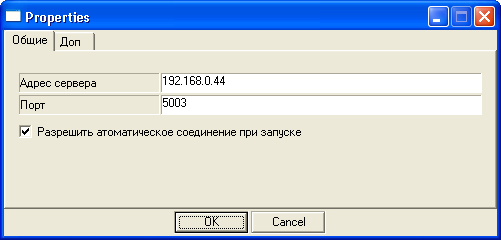 Properties
Общие Доп
Адрес сервера 192.168.0.44
Порт 5003
Разрешить атоматическое соединение при запуске
OK Cancel